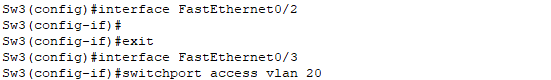 Sw3(config)#interface FastEthernet0/2
Sw3(config-if)#
Sw3(config-if)#exit
Sw3(config)#interface FastEthernet0/3
Sw3(config-if)#switchport access vlan 20